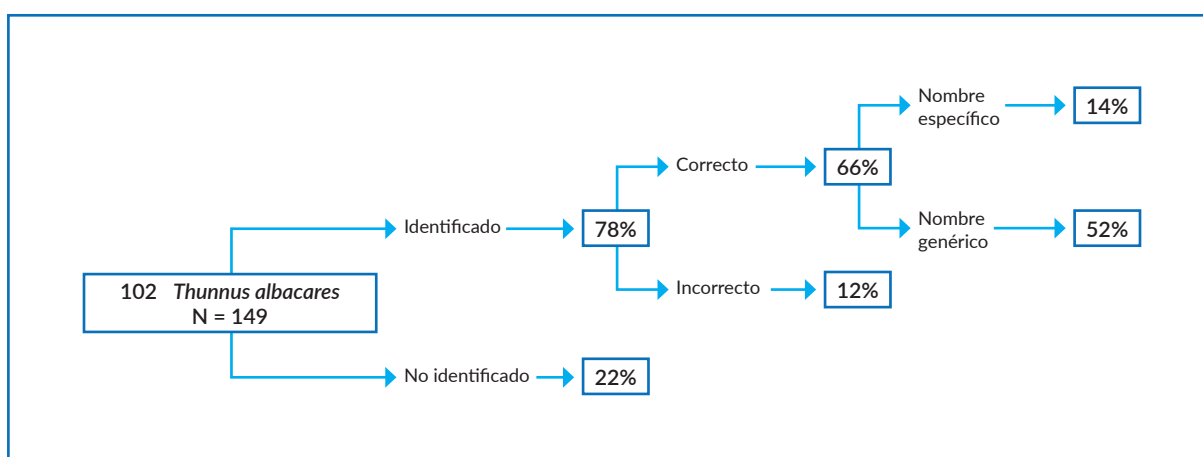 Nombre
específico
14%
Correcto
66%
Identificado
78%
Nombre
genérico
52%
102 Thunnus albacares
N = 149
Incorrecto
12%
No identificado
22%